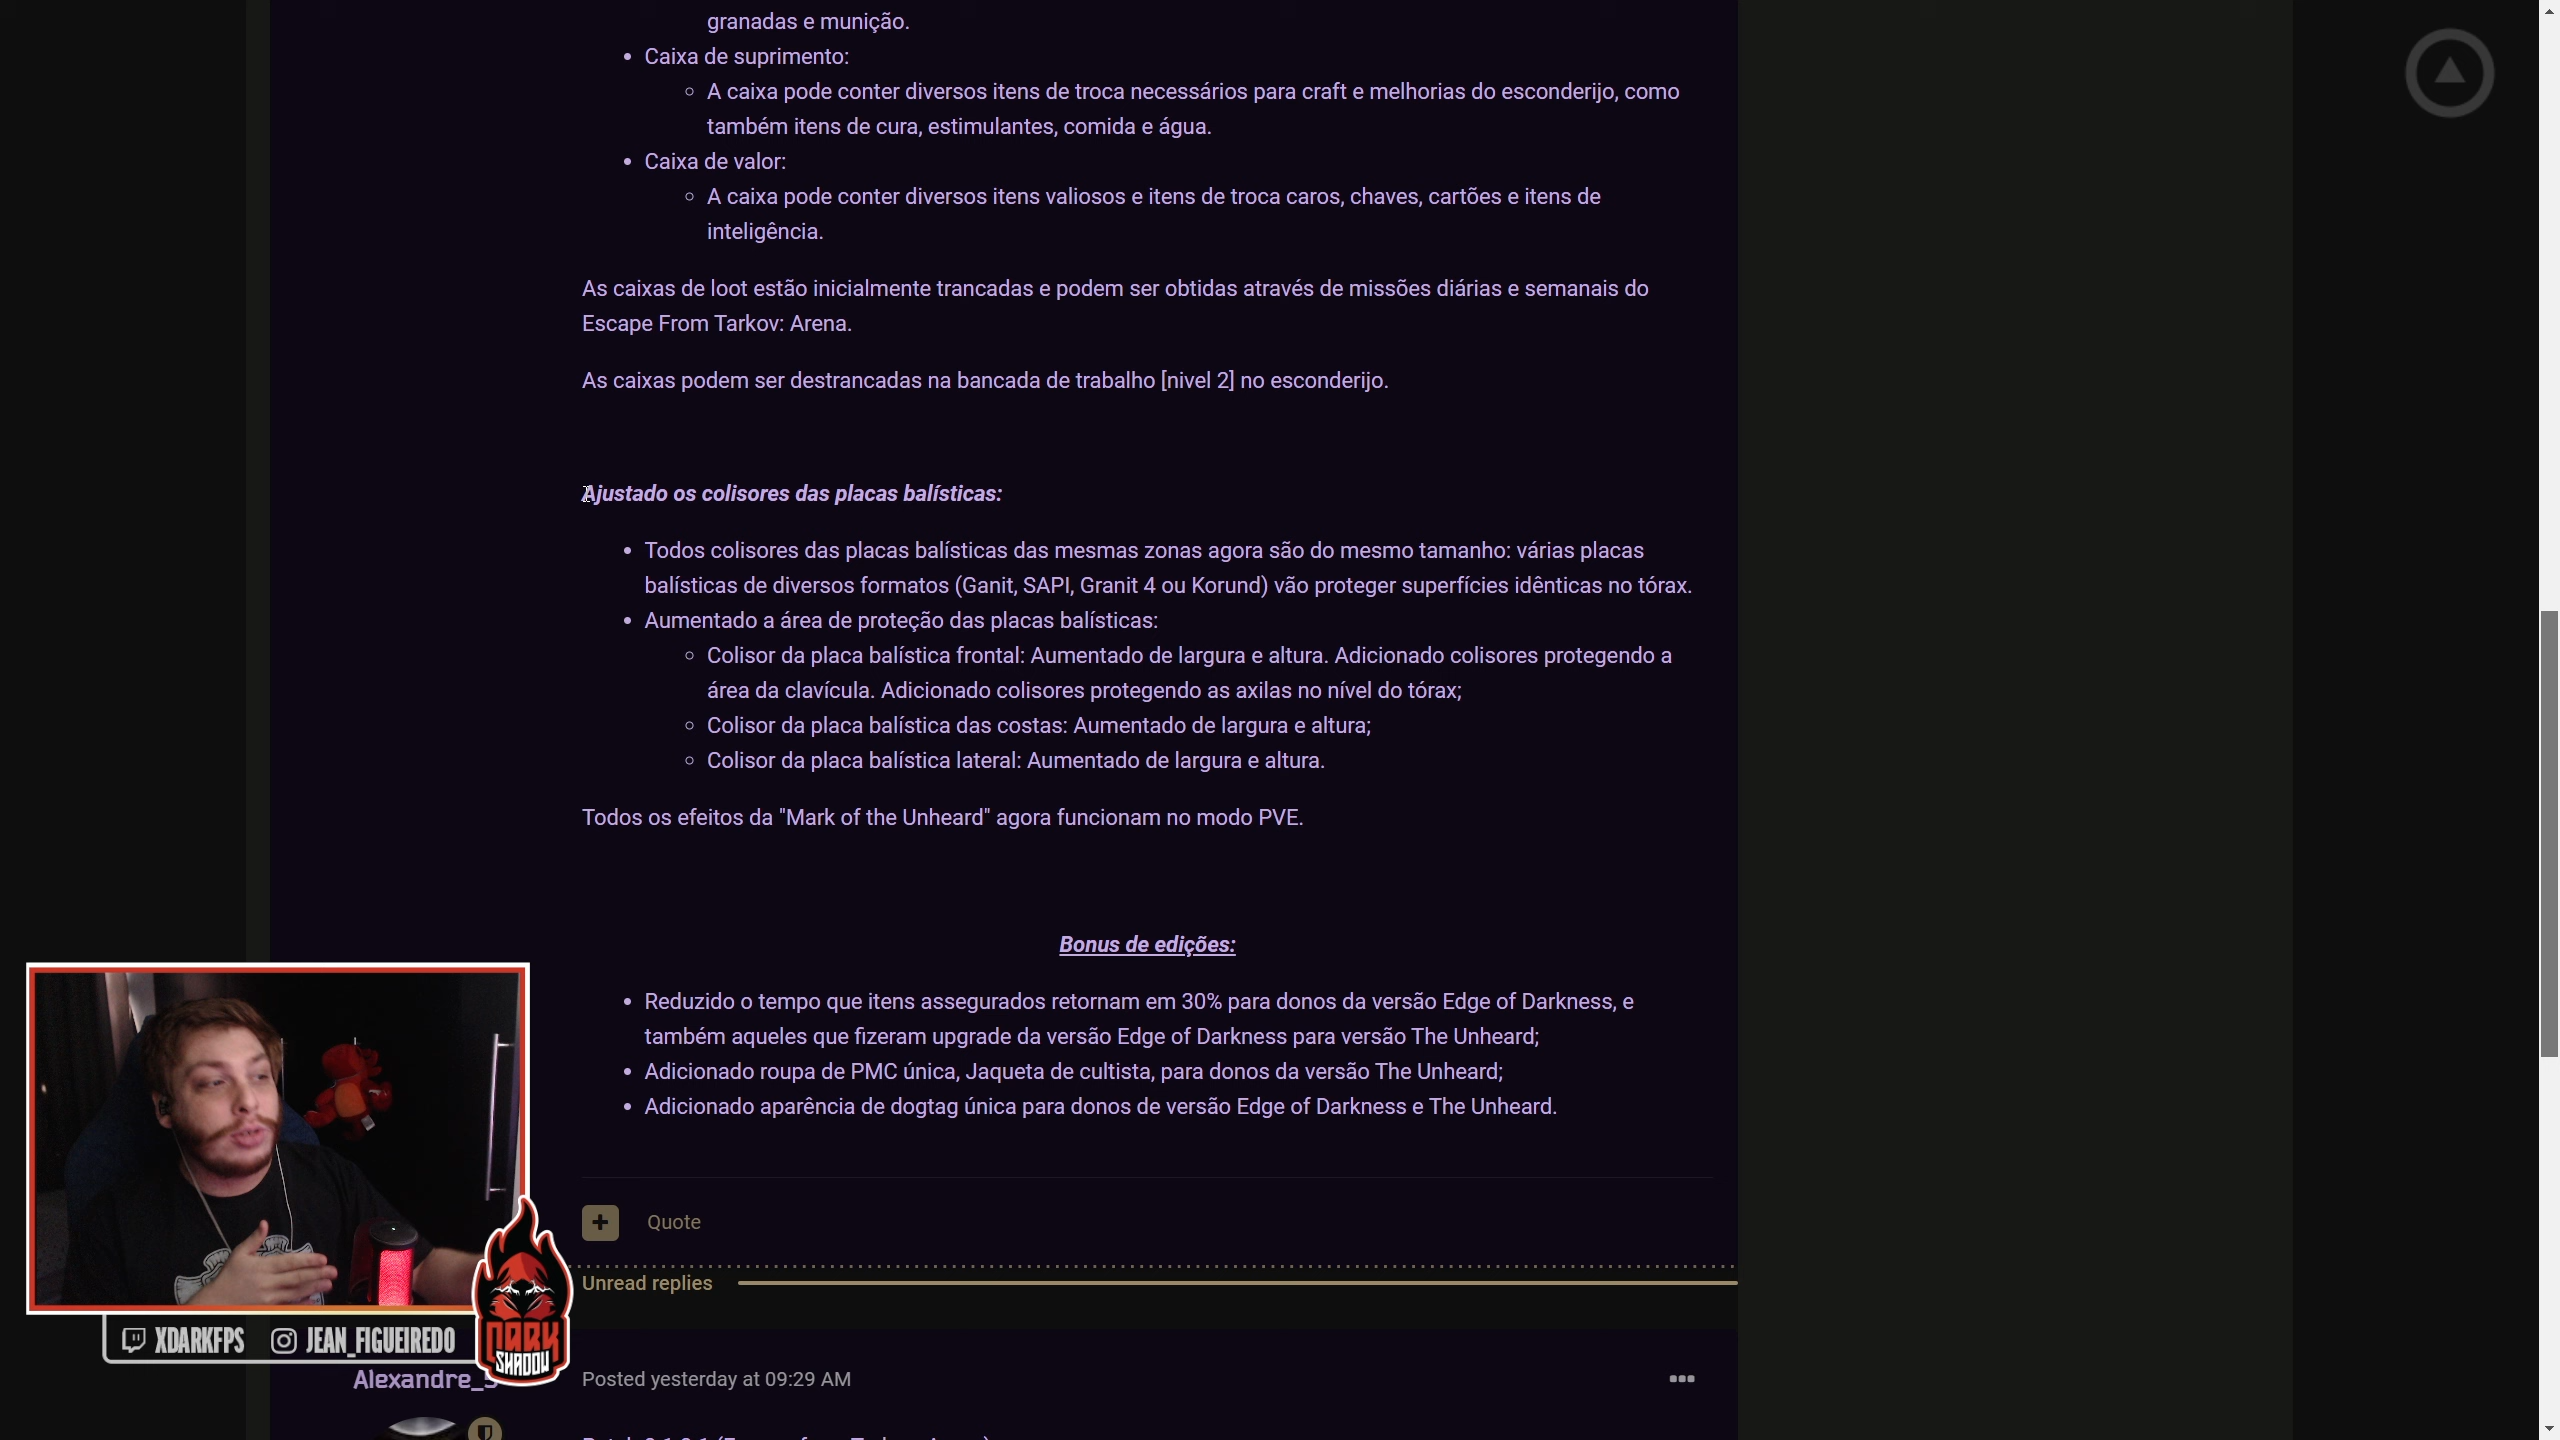 granadas e munição.
• Caixa de suprimento:
◦ A caixa pode conter diversos itens de troca necessários para craft e melhorias do esconderijo, como
também itens de cura, estimulantes, comida e água.
• Caixa de valor:
◦ A caixa pode conter diversos itens valiosos e itens de troca caros, chaves, cartões e itens de
inteligência.
As caixas de loot estão inicialmente trancadas e podem ser obtidas através de missões diárias e semanais do
Escape From Tarkov: Arena.
As caixas podem ser destrancadas na bancada de trabalho [nivel 2] no esconderijo.
Ajustado os colisores das placas balísticas:
• Todos colisores das placas balísticas das mesmas zonas agora são do mesmo tamanho: várias placas
balísticas de diversos formatos (Ganit, SAPI, Granit 4 ou Korund) vão proteger superfícies idênticas no tórax.
• Aumentado a área de proteção das placas balísticas:
◦ Colisor da placa balística frontal: Aumentado de largura e altura. Adicionado colisores protegendo a
área da clavícula. Adicionado colisores protegendo as axilas no nível do tórax;
◦ Colisor da placa balística das costas: Aumentado de largura e altura;
◦ Colisor da placa balística lateral: Aumentado de largura e altura.
Todos os efeitos da "Mark of the Unheard" agora funcionam no modo PVE.
Bonus de edições:
• Reduzido o tempo que itens assegurados retornam em 30% para donos da versão Edge of Darkness, e
também aqueles que fizeram upgrade da versão Edge of Darkness para versão The Unheard;
• Adicionado roupa de PMC única, Jaqueta de cultista, para donos da versão The Unheard;
• Adicionado aparência de dogtag única para donos de versão Edge of Darkness e The Unheard.
Quote
Unread replies
XDARKFPS JEAN_FIGUEIREDO
DARK
SHADOW
Alexandre_
Posted yesterday at 09:29 AM